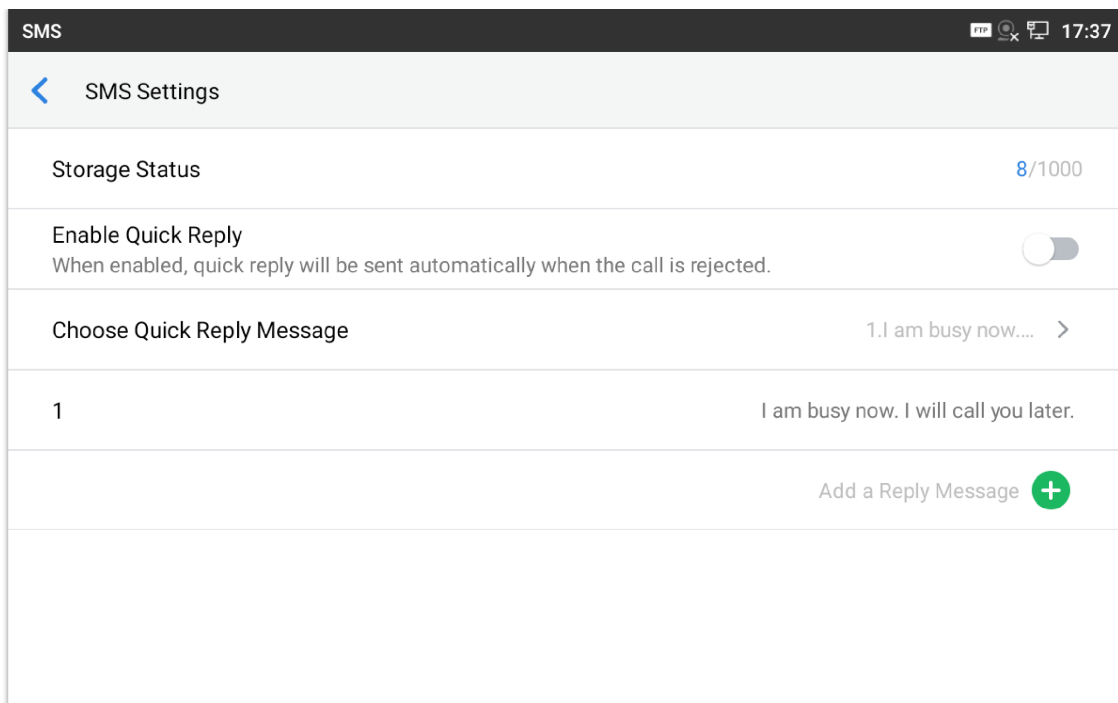 SMS
FTP
17:37
SMS Settings
Storage Status
8/1000
Enable Quick Reply
When enabled, quick reply will be sent automatically when the call is rejected.
Choose Quick Reply Message
1.I am busy now....
1
I am busy now. I will call you later.
Add a Reply Message